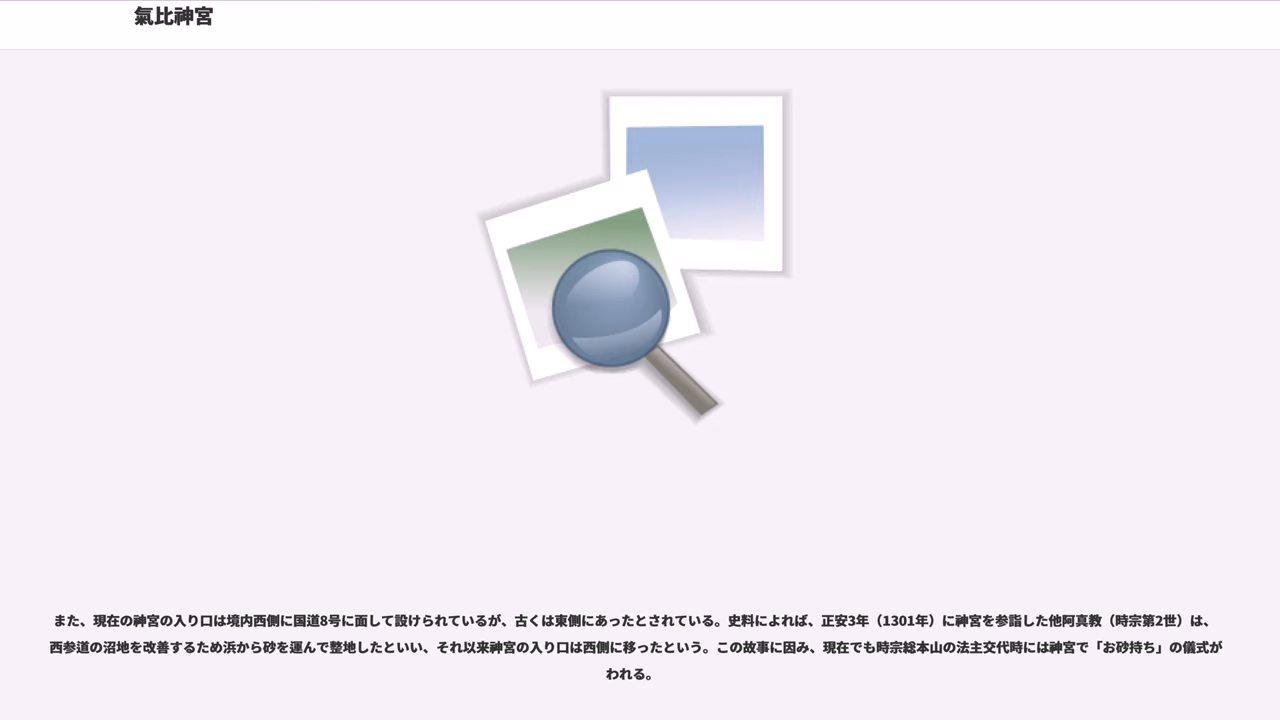 氣比神宮
また、現在の神宮の入り口は境内西側に国道8号に面して設けられているが、古くは東側にあったとされている。史料によれば、正安3年（1301年）に神宮を参詣した他阿真教（時宗第2世）は、
西参道の沼地を改善するため浜から砂を運んで整地したといい、それ以来神宮の入り口は西側に移ったという。この故事に因み、現在でも時宗総本山の法主交代時には神宮で「お砂持ち」の儀式が
われる。